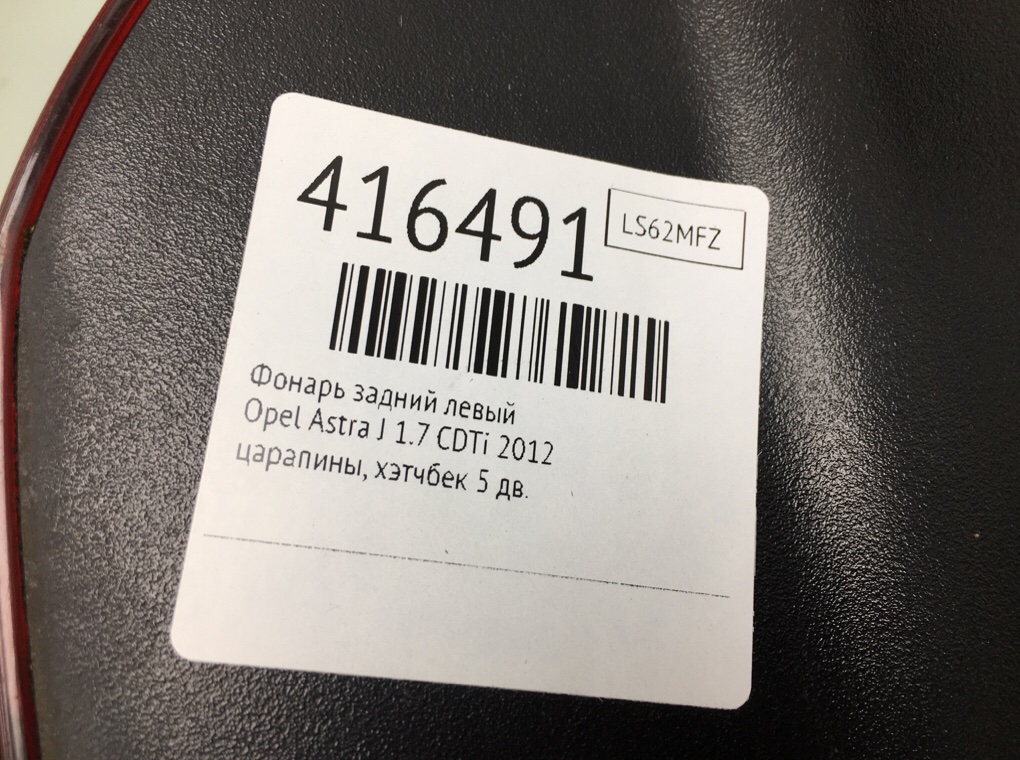 416491
LS62MFZ
Фонарь задний левый
Opel Astra J 1.7 CDTi 2012
царапины, хэтчбек 5 дв.